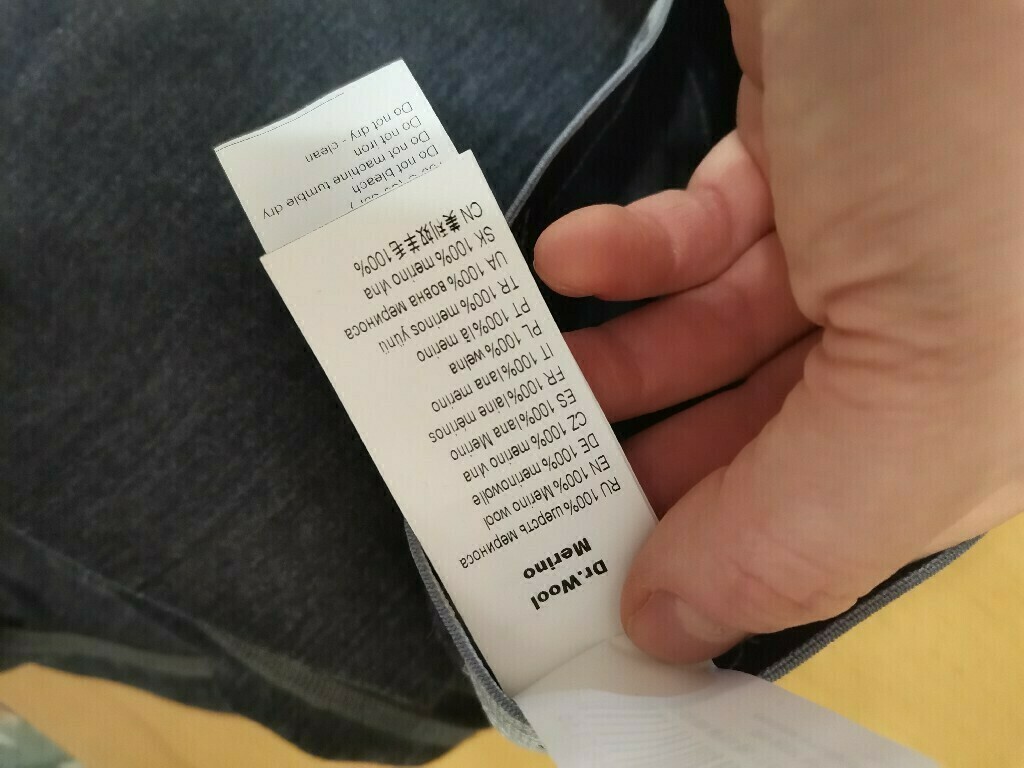 Dr.Wool
Merino
RU 100% шерсть мериноса
EN 100% Merino wool
DE 100% merinowolle
CZ 100% merino vlna
ES 100% lana Merino
FR 100% laine merinos
IT 100% lana merino
PL 100% wełna
PT 100% lã merino
TR 100% merinos yünü
UA 100% вовна мериноса
SK 100% merino vlna
CN 美利奴羊毛100%
Do not bleach
Do not machine tumble dry
Do not iron
Do not dry - clean